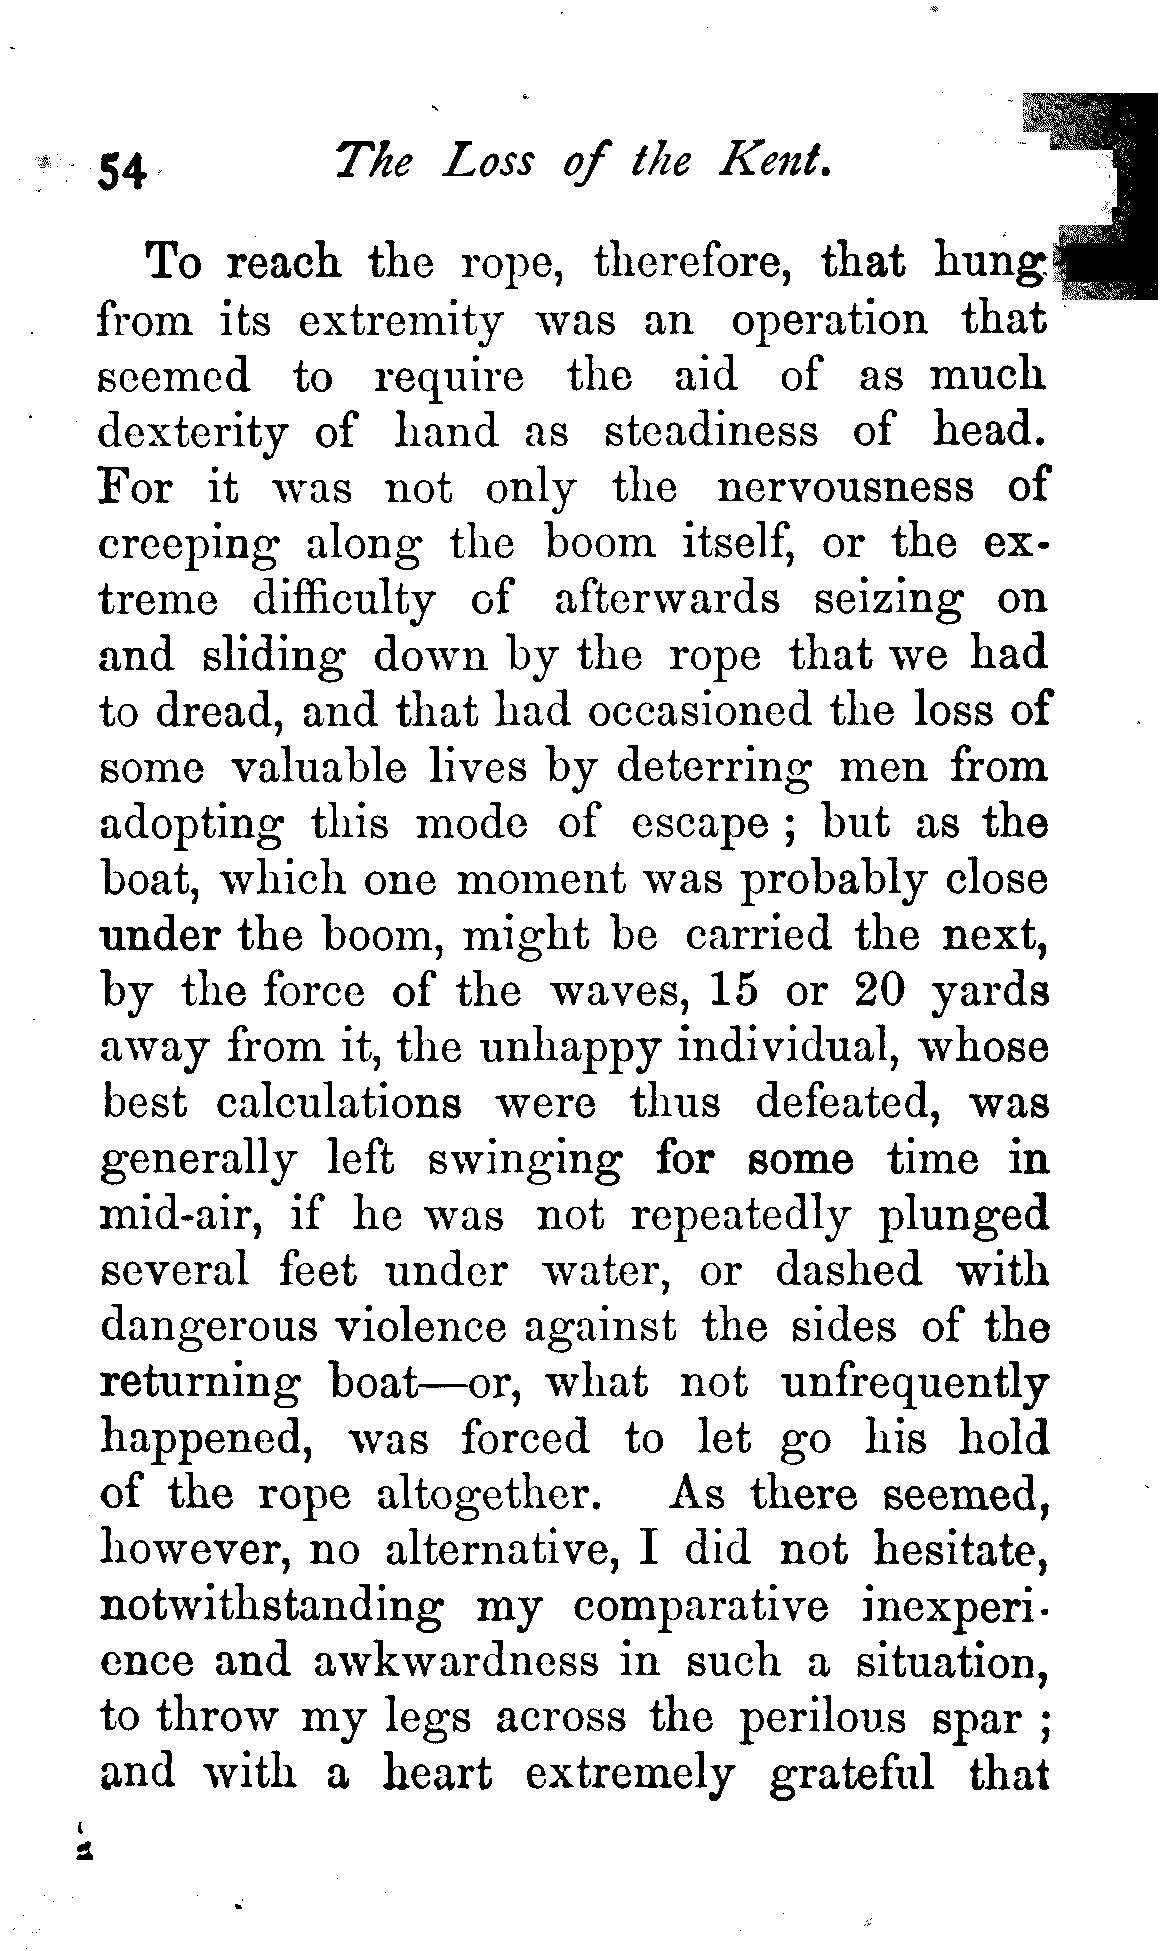 54 The Loss of the Kent.
To reach the rope, therefore, that hung
from its extremity was an operation that
seemed to require the aid of as much
dexterity of hand as steadiness of head.
For it was not only the nervousness of
creeping along the boom itself, or the ex-
treme difficulty of afterwards seizing on
and sliding down by the rope that we had
to dread, and that had occasioned the loss of
some valuable lives by deterring men from
adopting this mode of escape ; but as the
boat, which one moment was probably close
under the boom, might be carried the next,
by the force of the waves, 15 or 20 yards
away from it, the unhappy individual, whose
best calculations were thus defeated, was
generally left swinging for some time in
mid-air, if he was not repeatedly plunged
several feet under water, or dashed with
dangerous violence against the sides of the
returning boat—or, what not unfrequently
happened, was forced to let go his hold
of the rope altogether. As there seemed,
however, no alternative, I did not hesitate,
notwithstanding my comparative inexperi-
ence and awkwardness in such a situation,
to throw my legs across the perilous spar ;
and with a heart extremely grateful that